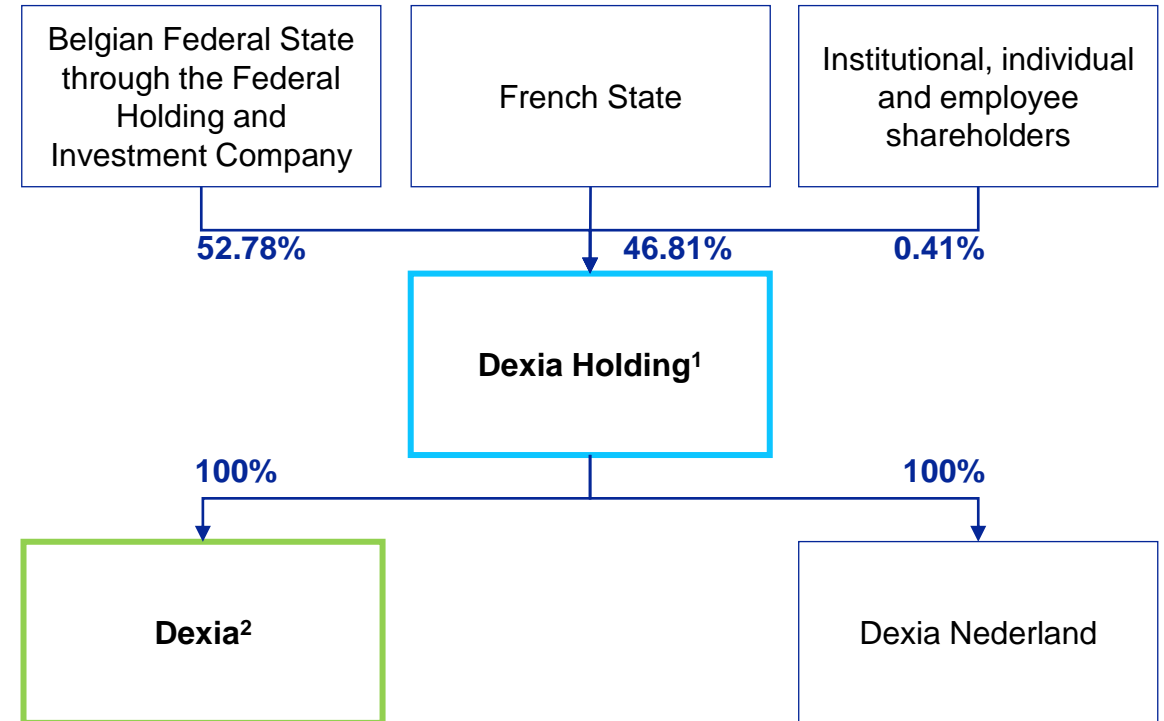 Belgian Federal State
through the Federal
Holding and
Investment Company
French State
Institutional, individual
and employee
shareholders
52.78%
46.81%
0.41%
Dexia Holding¹
100%
100%
Dexia²
Dexia Nederland